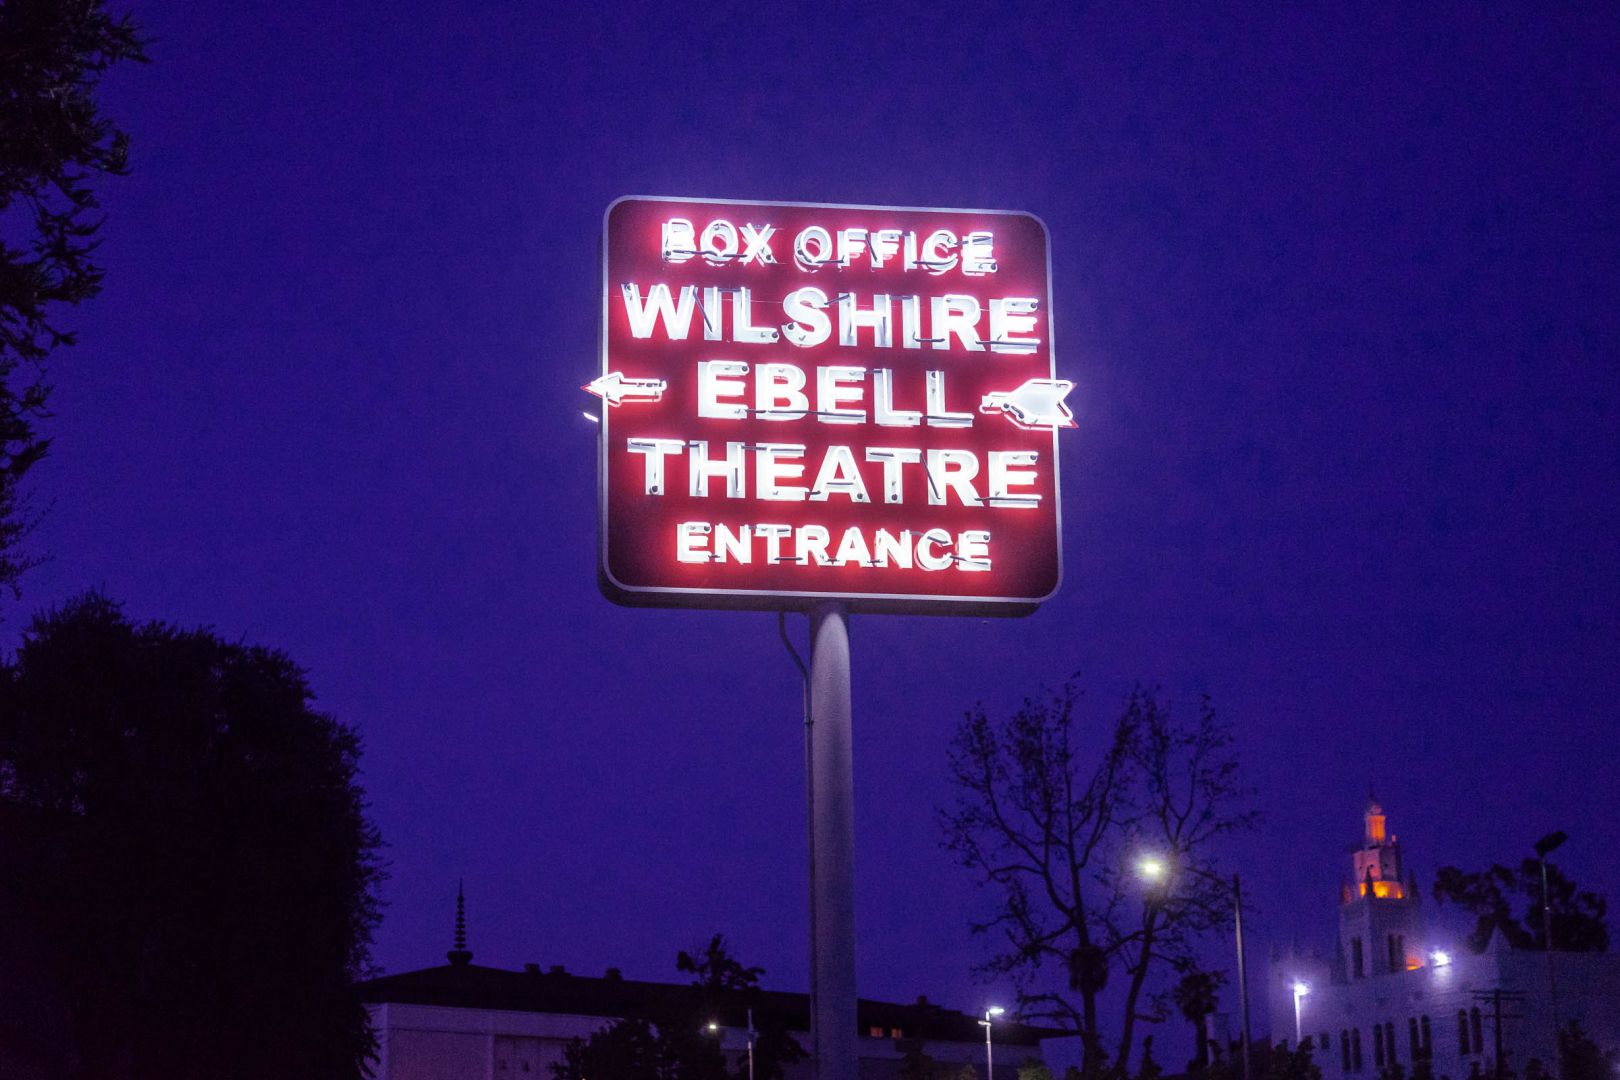 BOX OFFICE
WILSHIRE
EBELL
THEATRE
ENTRANCE